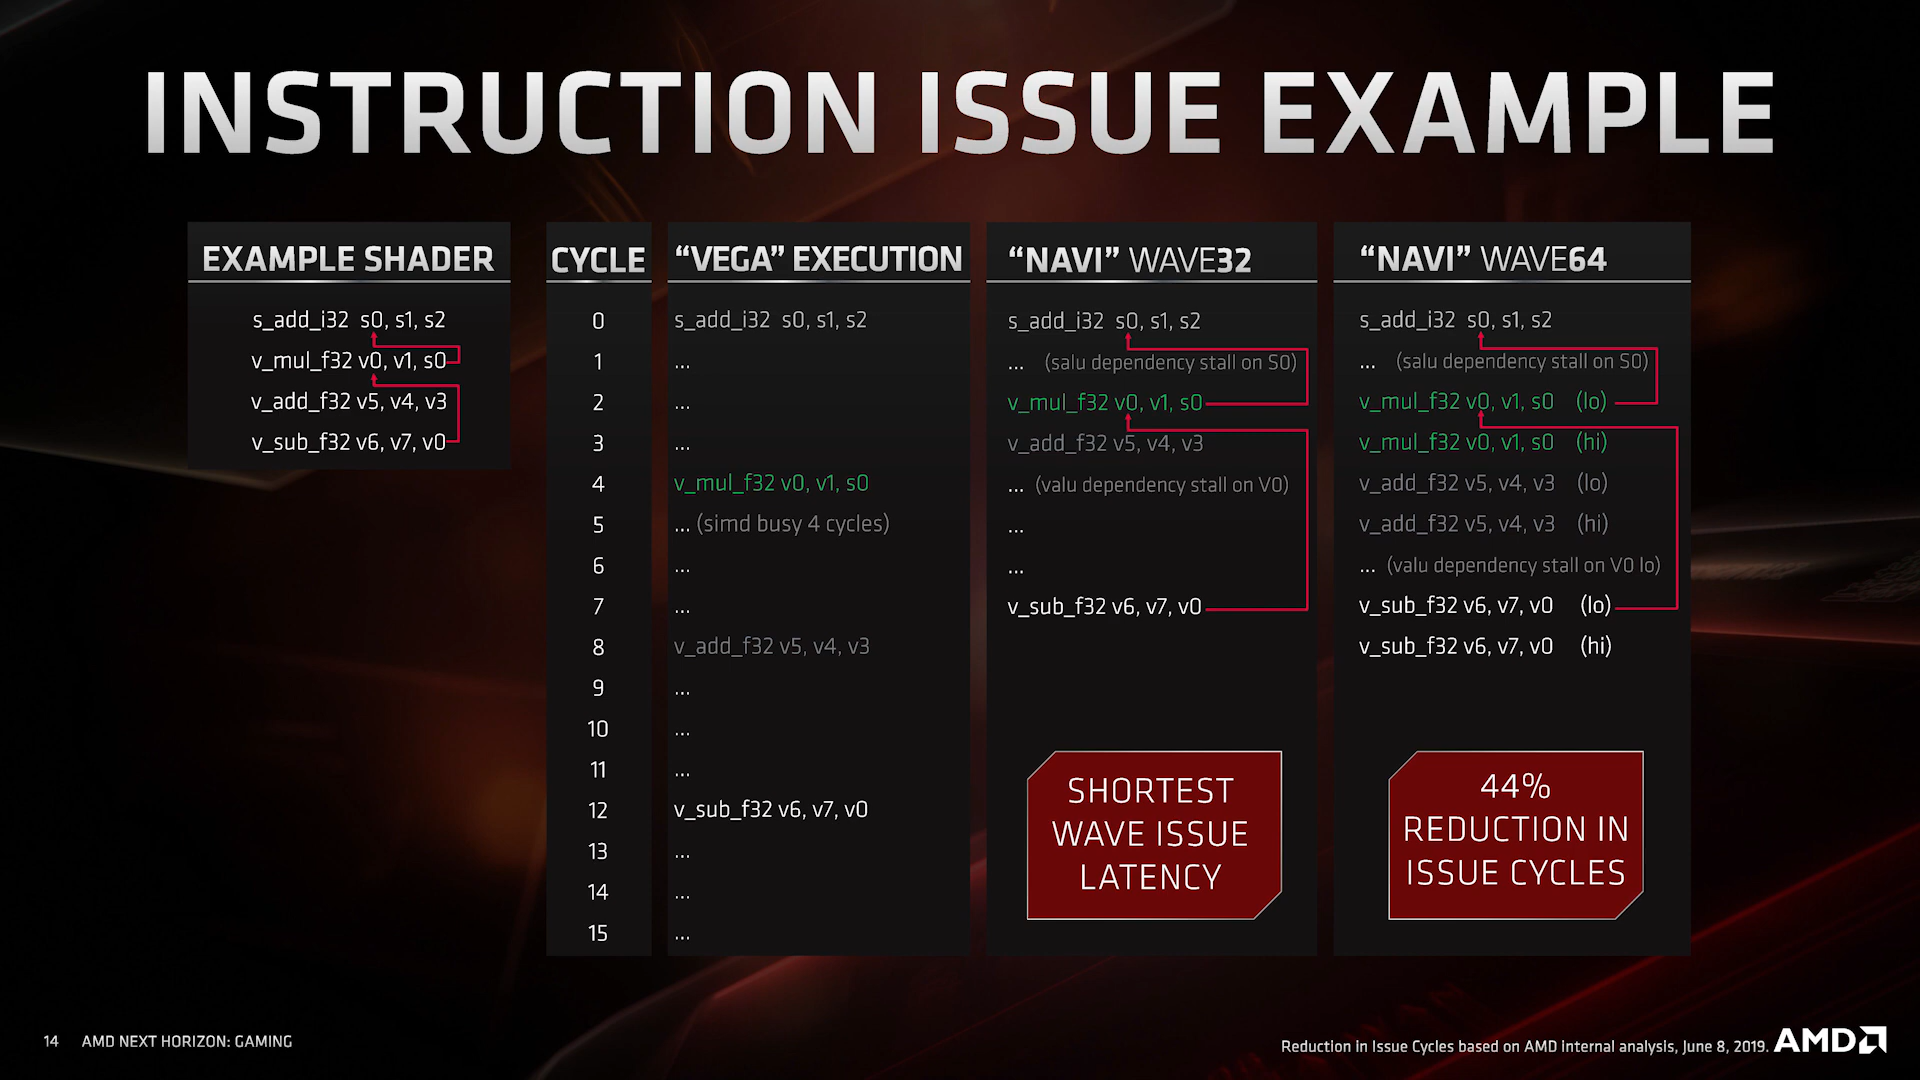 INSTRUCTION ISSUE EXAMPLE
EXAMPLE SHADER
s_add_i32 s0, s1, s2
v_mul_f32 v0, v1, s0
v_add_f32 v5, v4, v3
v_sub_f32 v6, v7, v0
CYCLE
0
1
2
3
4
5
6
7
8
9
10
11
12
13
14
15
“VEGA” EXECUTION
s_add_i32 s0, s1, s2
...
...
...
v_mul_f32 v0, v1, s0
... (simd busy 4 cycles)
...
...
v_add_f32 v5, v4, v3
...
...
...
v_sub_f32 v6, v7, v0
...
...
...
“NAVI” WAVE32
s_add_i32 s0, s1, s2
... (salu dependency stall on S0)
v_mul_f32 v0, v1, s0
v_add_f32 v5, v4, v3
... (valu dependency stall on V0)
...
...
v_sub_f32 v6, v7, v0
SHORTEST
WAVE ISSUE
LATENCY
“NAVI” WAVE64
s_add_i32 s0, s1, s2
... (salu dependency stall on S0)
v_mul_f32 v0, v1, s0 (lo)
v_mul_f32 v0, v1, s0 (hi)
v_add_f32 v5, v4, v3 (lo)
v_add_f32 v5, v4, v3 (hi)
... (valu dependency stall on V0 lo)
v_sub_f32 v6, v7, v0 (lo)
v_sub_f32 v6, v7, v0 (hi)
44%
REDUCTION IN
ISSUE CYCLES
14 AMD NEXT HORIZON: GAMING
Reduction in Issue Cycles based on AMD internal analysis, June 8, 2019.
AMD